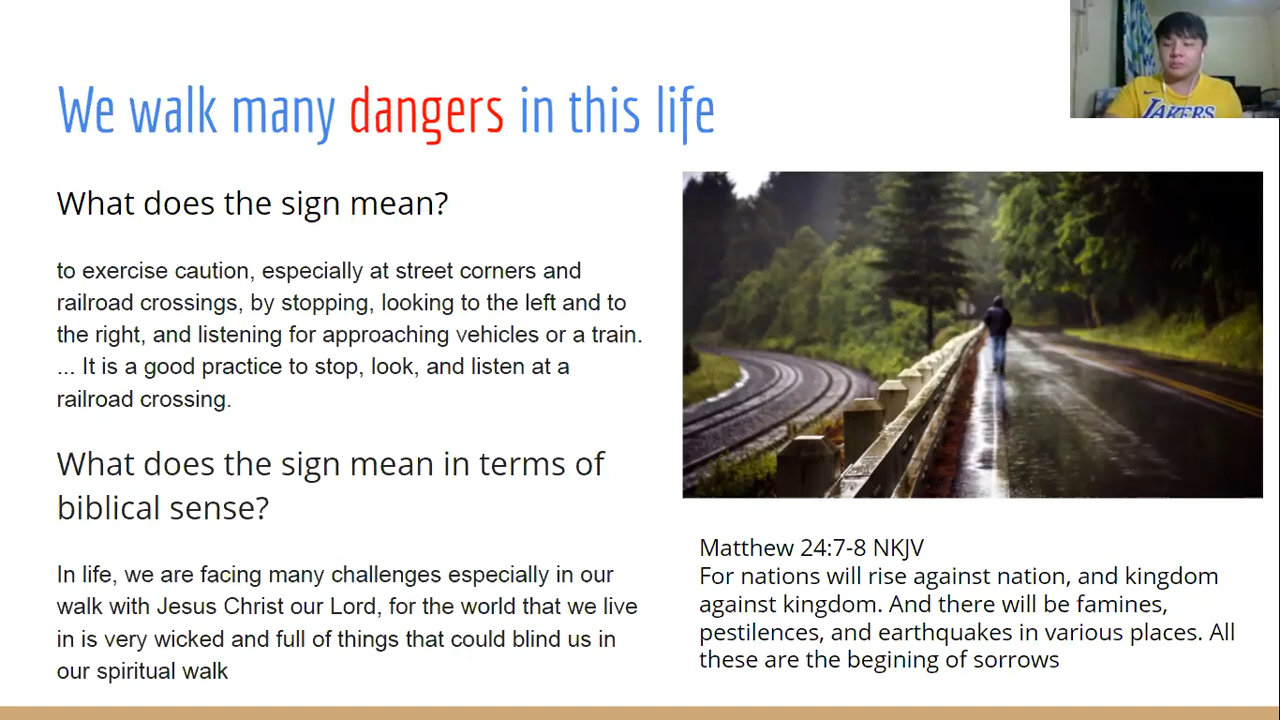 We walk many dangers in this life
LAKERS
What does the sign mean?
to exercise caution, especially at street corners and
railroad crossings, by stopping, looking to the left and to
the right, and listening for approaching vehicles or a train.
... It is a good practice to stop, look, and listen at a
railroad crossing.
What does the sign mean in terms of
biblical sense?
In life, we are facing many challenges especially in our
walk with Jesus Christ our Lord, for the world that we live
in is very wicked and full of things that could blind us in
our spiritual walk
Matthew 24:7-8 NKJV
For nations will rise against nation, and kingdom
against kingdom. And there will be famines,
pestilences, and earthquakes in various places. All
these are the begining of sorrows